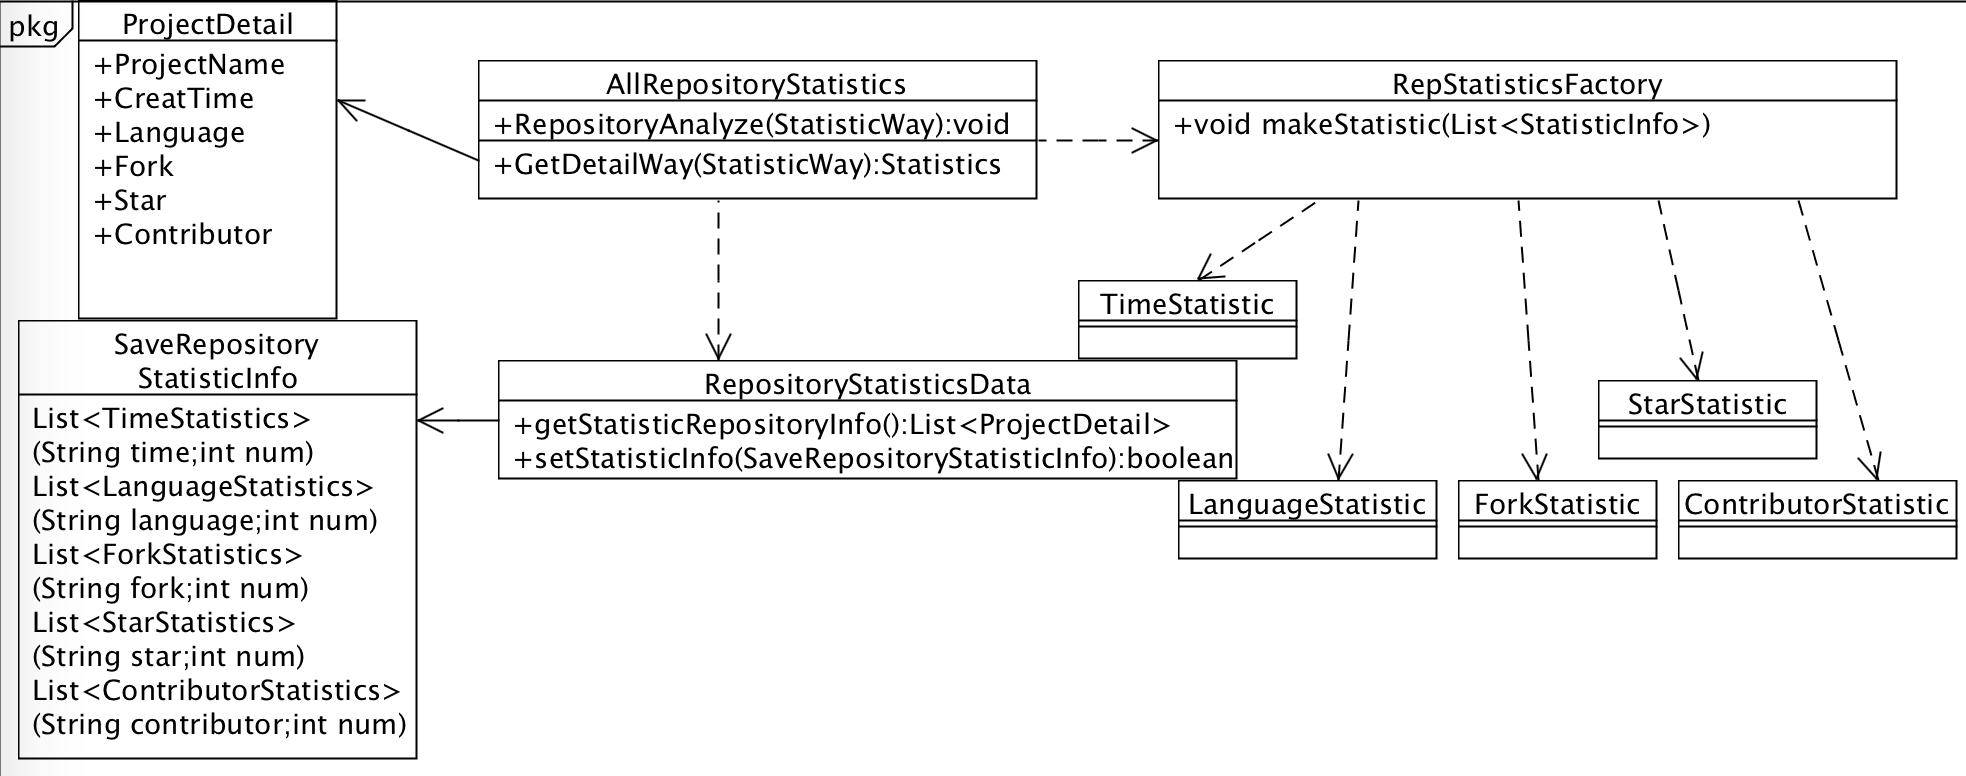 pkg
ProjectDetail
+ProjectName
+CreatTime
+Language
+Fork
+Star
+Contributor
AllRepositoryStatistics
+RepositoryAnalyze(StatisticWay):void
+GetDetailWay(StatisticWay):Statistics
RepStatisticsFactory
+void makeStatistic(List<StatisticInfo>)
TimeStatistic
SaveRepository
StatisticInfo
List<TimeStatistics>
(String time;int num)
List<LanguageStatistics>
(String language;int num)
List<ForkStatistics>
(String fork;int num)
List<StarStatistics>
(String star;int num)
List<ContributorStatistics>
(String contributor;int num)
RepositoryStatisticsData
+getStatisticRepositoryInfo():List<ProjectDetail>
+setStatisticInfo(SaveRepositoryStatisticInfo):boolean
StarStatistic
LanguageStatistic
ForkStatistic
ContributorStatistic